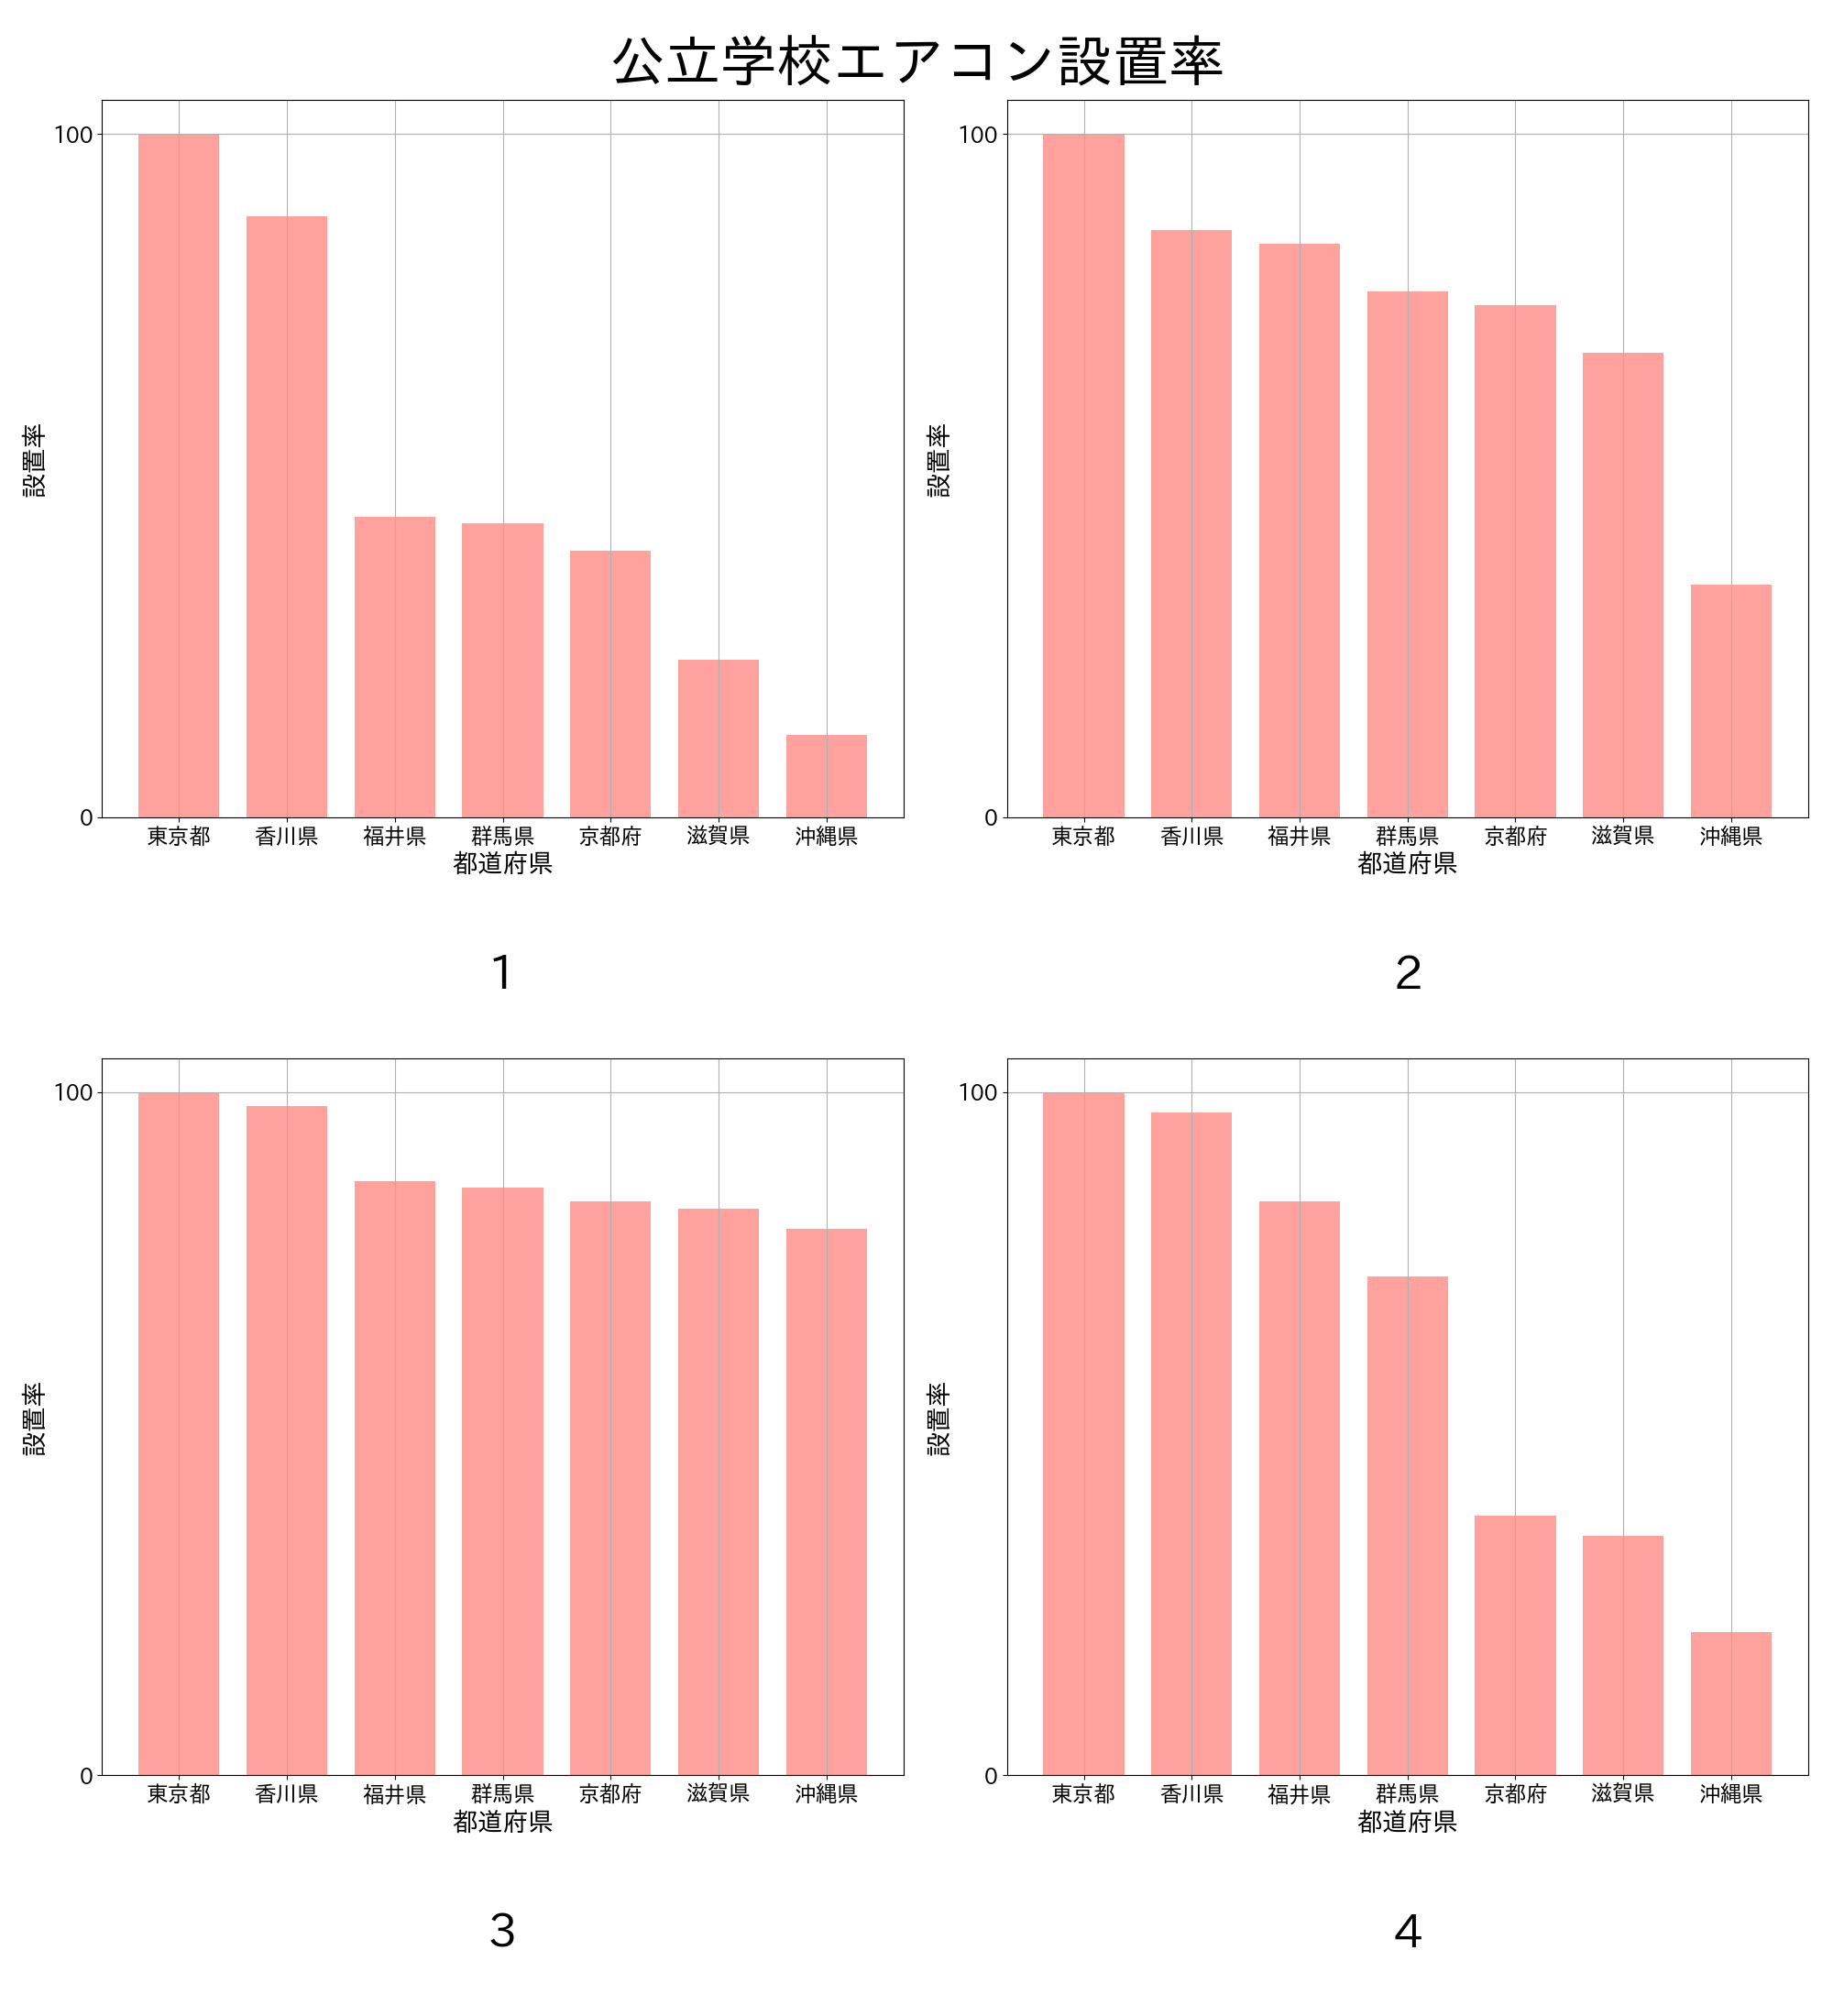 公立学校エアコン設置率
100
0
設置率
東京都 香川県 福井県 群馬県 京都府 滋賀県 沖縄県
都道府県
1
100
0
設置率
東京都 香川県 福井県 群馬県 京都府 滋賀県 沖縄県
都道府県
2
100
0
設置率
東京都 香川県 福井県 群馬県 京都府 滋賀県 沖縄県
都道府県
3
100
0
設置率
東京都 香川県 福井県 群馬県 京都府 滋賀県 沖縄県
都道府県
4